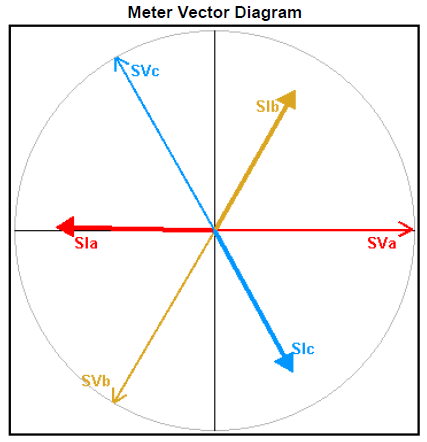 Meter Vector Diagram
SVc
SIb
SIa
SVa
SIc
SVb